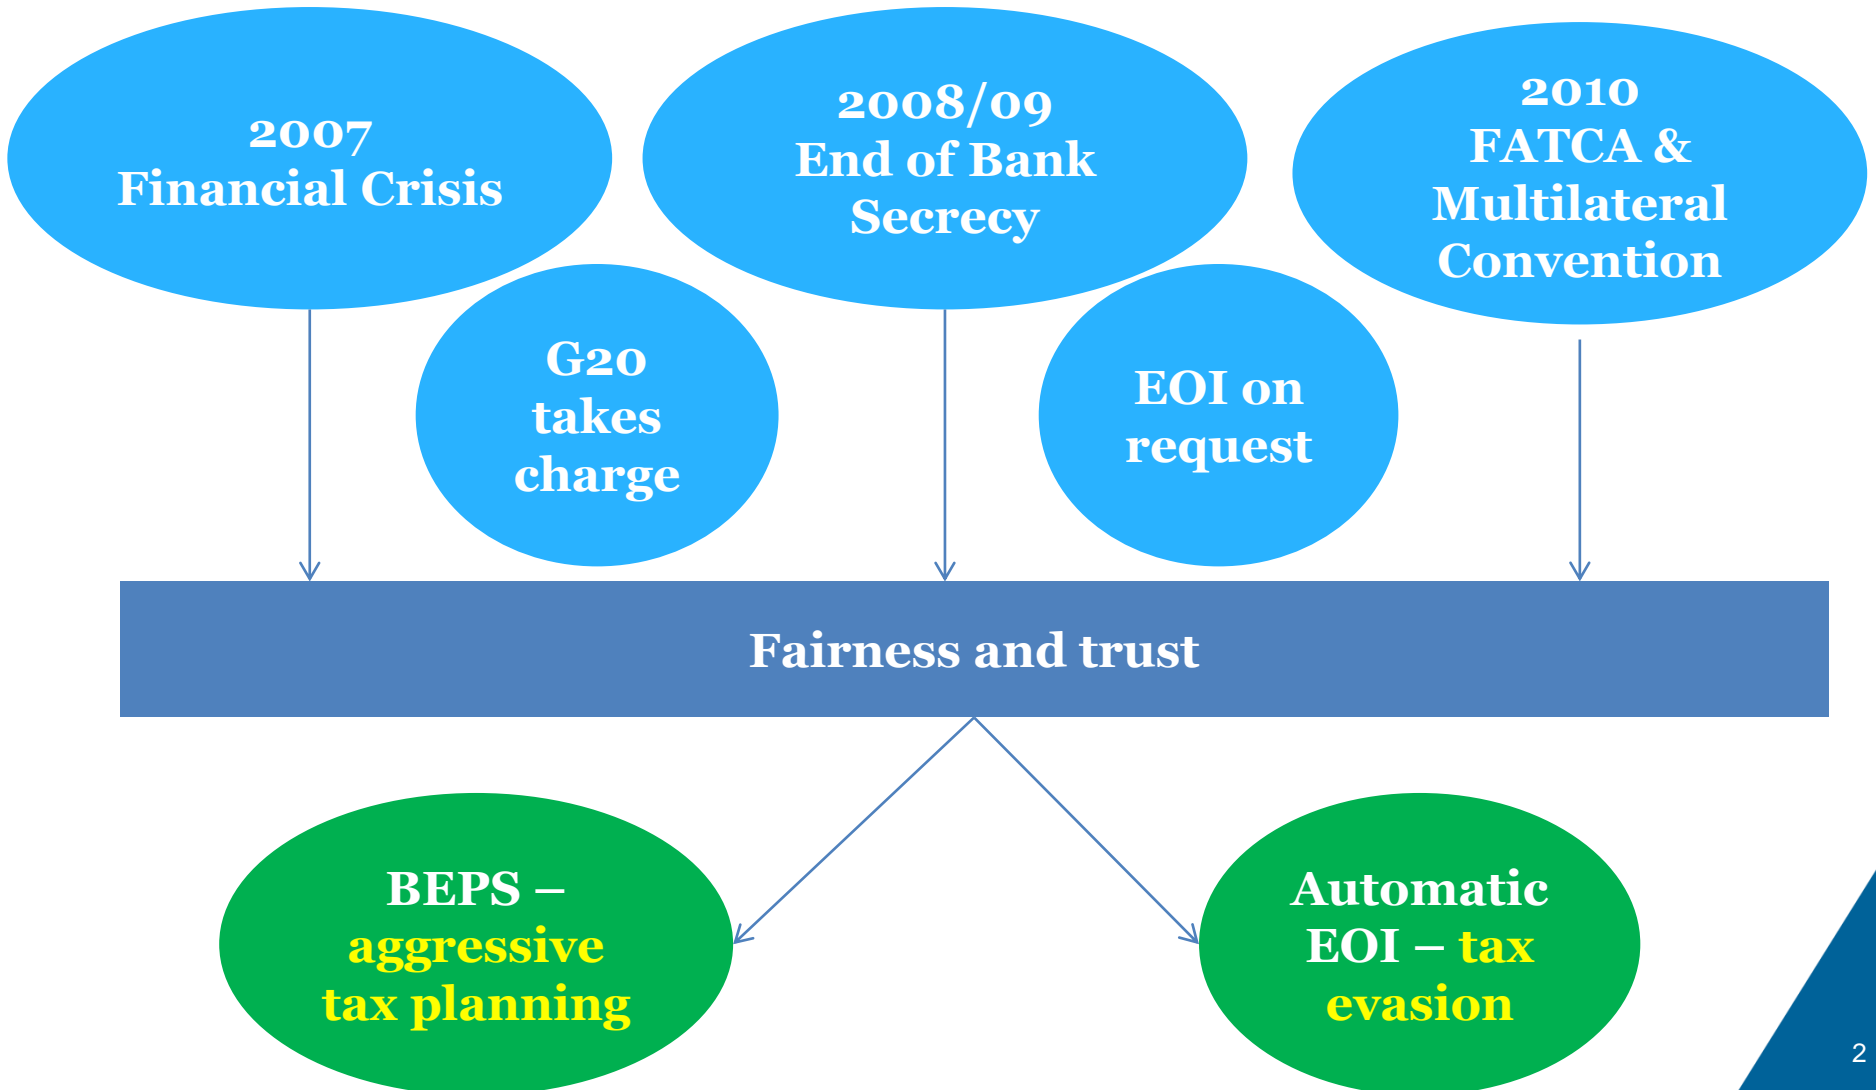 2007
Financial Crisis
2008/09
End of Bank
Secrecy
2010
FATCA &
Multilateral
Convention
G20
takes
charge
EOI on
request
Fairness and trust
BEPS –
aggressive
tax planning
Automatic
EOI – tax
evasion
2